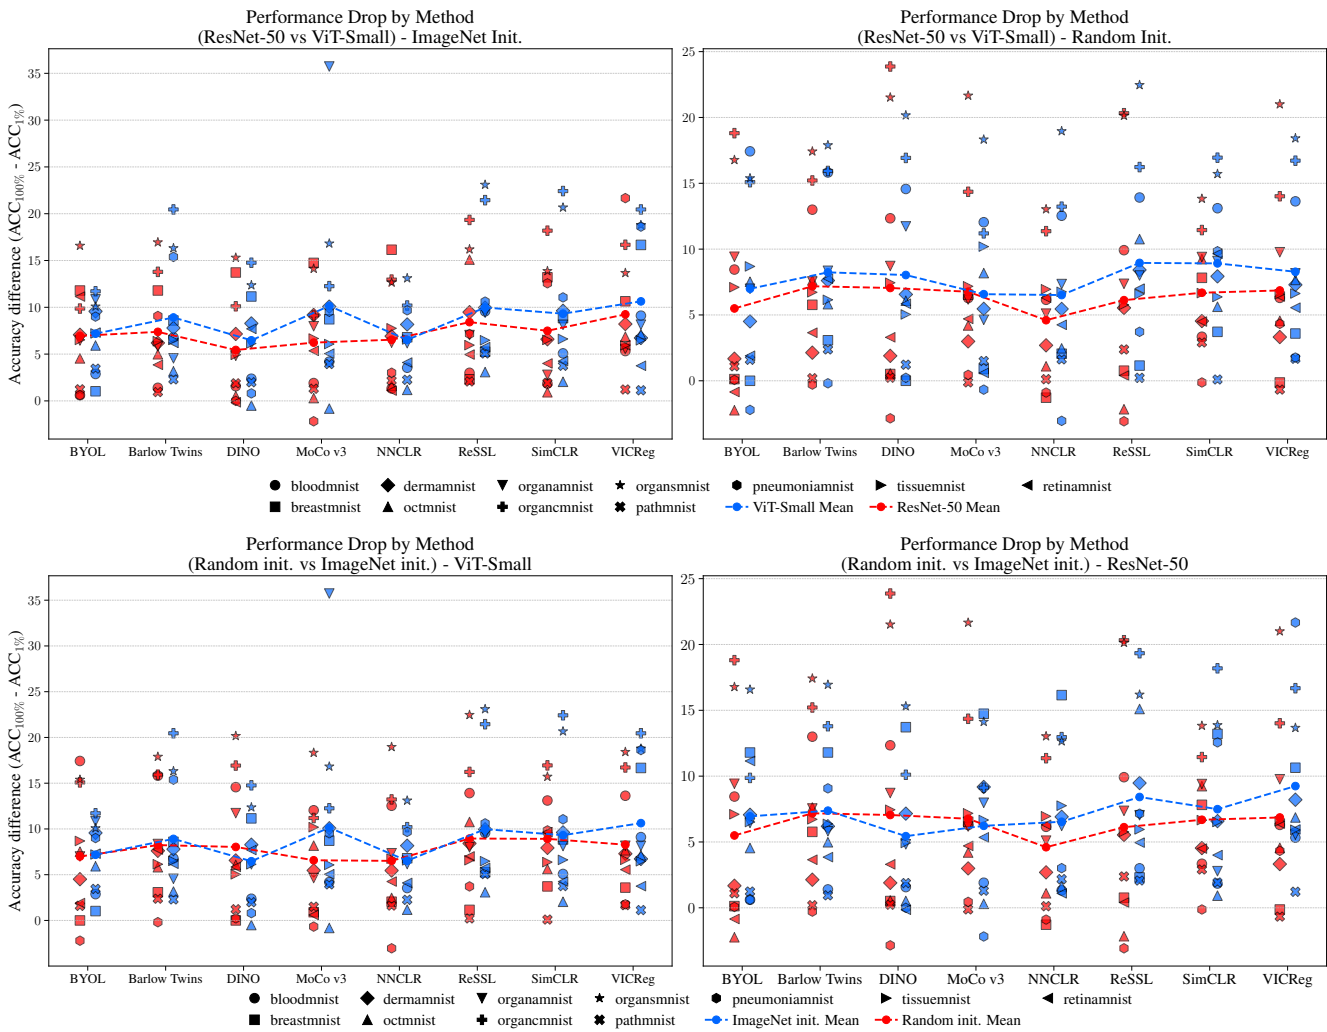 Performance Drop by Method
(ResNet-50 vs ViT-Small) - ImageNet Init.
Accuracy difference (ACC100% - ACC1%)
35
30
25
20
15
10
5
0
BYOL Barlow Twins DINO MoCo v3 NNCLR ReSSL SimCLR VICReg
Performance Drop by Method
(ResNet-50 vs ViT-Small) - Random Init.
25
20
15
10
5
0
BYOL Barlow Twins DINO MoCo v3 NNCLR ReSSL SimCLR VICReg
bloodmnist dermamnist organamnist organsmnist pneumoniamnist tissuemnist retinamnist
breastmnist octmnist organcmnist pathmnist ViT-Small Mean ResNet-50 Mean
Performance Drop by Method
(Random init. vs ImageNet init.) - ViT-Small
Accuracy difference (ACC100% - ACC1%)
35
30
25
20
15
10
5
0
BYOL Barlow Twins DINO MoCo v3 NNCLR ReSSL SimCLR VICReg
Performance Drop by Method
(Random init. vs ImageNet init.) - ResNet-50
25
20
15
10
5
0
BYOL Barlow Twins DINO MoCo v3 NNCLR ReSSL SimCLR VICReg
bloodmnist dermamnist organamnist organsmnist pneumoniamnist tissuemnist retinamnist
breastmnist octmnist organcmnist pathmnist ImageNet init. Mean Random init. Mean